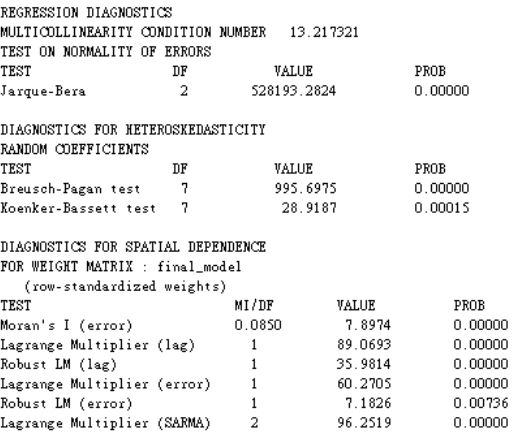 REGRESSION DIAGNOSTICS
MULTICOLLINEARITY CONDITION NUMBER 13.217321
TEST ON NORMALITY OF ERRORS
TEST DF VALUE PROB
Jarque-Bera 2 528193.2824 0.00000
DIAGNOSTICS FOR HETEROSKEDASTICITY
RANDOM COEFFICIENTS
TEST DF VALUE PROB
Breusch-Pagan test 7 995.6975 0.00000
Koenker-Bassett test 7 28.9187 0.00015
DIAGNOSTICS FOR SPATIAL DEPENDENCE
FOR WEIGHT MATRIX : final_model
(row-standardized weights)
TEST MI/DF VALUE PROB
Moran's I (error) 0.0850 7.8974 0.00000
Lagrange Multiplier (lag) 1 89.0693 0.00000
Robust LM (lag) 1 35.9814 0.00000
Lagrange Multiplier (error) 1 60.2705 0.00000
Robust LM (error) 1 7.1826 0.00736
Lagrange Multiplier (SARMA) 2 96.2519 0.00000